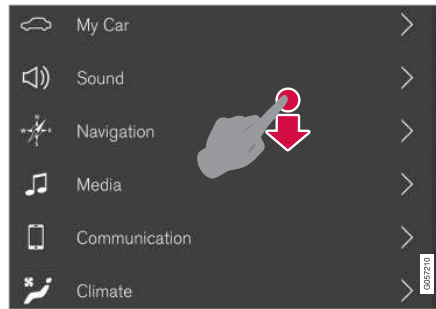 My Car
Sound
Navigation
Media
Communication
Climate
G057210